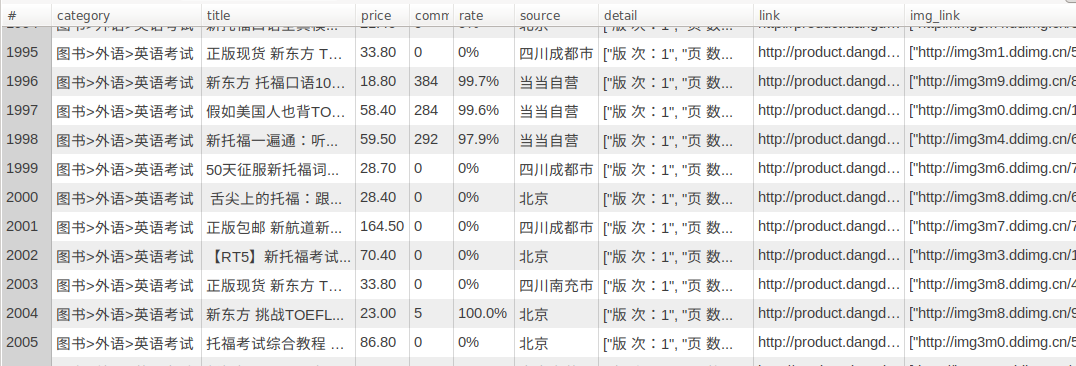 # category title price comm rate source detail link img_link
1995 图书>外语>英语考试 正版现货 新东方 T... 33.80 0 0% 四川成都市 ["版 次：1", "页 数... http://product.dangd... ["http://img3m1.ddimg.cn/5
1996 图书>外语>英语考试 新东方 托福口语10... 18.80 384 99.7% 当当自营 ["版 次：1", "页 数... http://product.dangd... ["http://img3m9.ddimg.cn/8
1997 图书>外语>英语考试 假如美国人也背TO... 58.40 284 99.6% 当当自营 ["版 次：1", "页 数... http://product.dangd... ["http://img3m0.ddimg.cn/1
1998 图书>外语>英语考试 新托福一遍通：听... 59.50 292 97.9% 当当自营 ["版 次：1", "页 数... http://product.dangd... ["http://img3m4.ddimg.cn/6
1999 图书>外语>英语考试 50天征服新托福词... 28.70 0 0% 四川成都市 ["版 次：1", "页 数... http://product.dangd... ["http://img3m6.ddimg.cn/7
2000 图书>外语>英语考试 舌尖上的托福：跟... 28.40 0 0% 北京 ["版 次：1", "页 数... http://product.dangd... ["http://img3m8.ddimg.cn/6
2001 图书>外语>英语考试 正版包邮 新航道新... 164.50 0 0% 四川成都市 ["版 次：1", "页 数... http://product.dangd... ["http://img3m7.ddimg.cn/7
2002 图书>外语>英语考试 【RT5】新托福考试... 70.40 0 0% 北京 ["版 次：1", "页 数... http://product.dangd... ["http://img3m3.ddimg.cn/1
2003 图书>外语>英语考试 正版现货 新东方 T... 33.80 0 0% 四川南充市 ["版 次：1", "页 数... http://product.dangd... ["http://img3m8.ddimg.cn/4
2004 图书>外语>英语考试 新东方 挑战TOEFL... 23.00 5 100.0% 北京 ["版 次：1", "页 数... http://product.dangd... ["http://img3m8.ddimg.cn/9
2005 图书>外语>英语考试 托福考试综合教程 ... 86.80 0 0% 北京 ["版 次：1", "页 数... http://product.dangd... ["http://img3m0.ddimg.cn/5